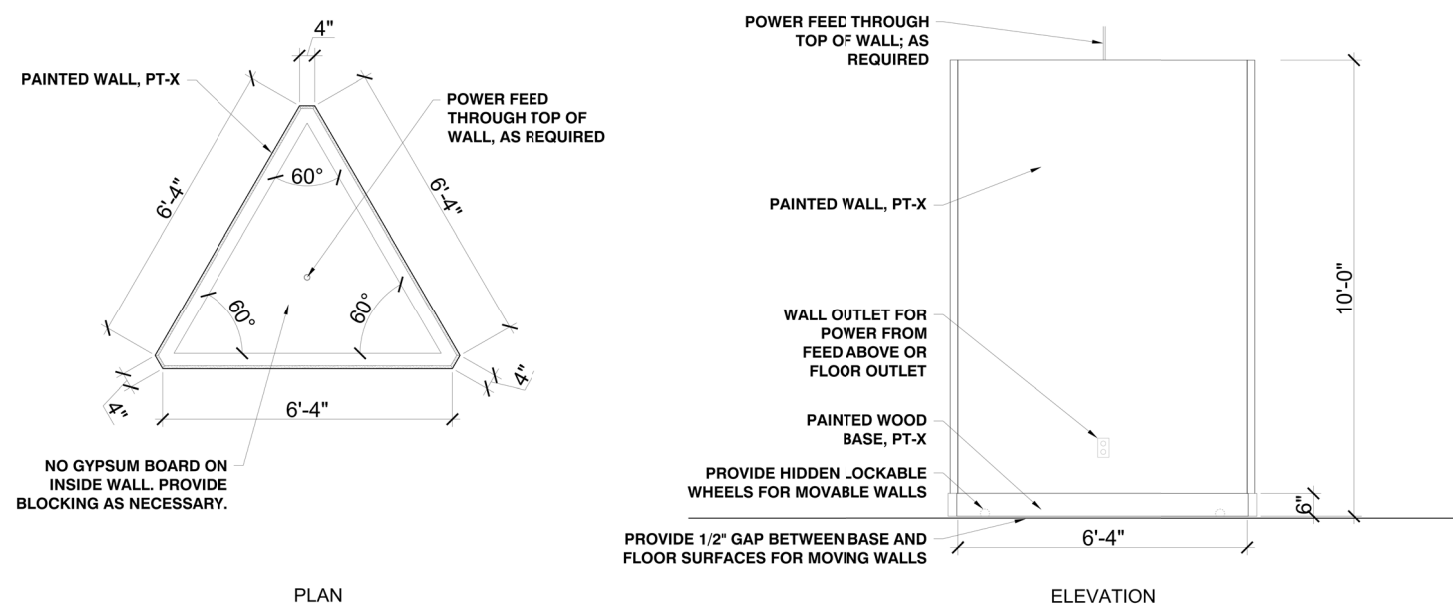 4"
PAINTED WALL, PT-X
POWER FEED
THROUGH TOP OF
WALL, AS REQUIRED
60°
6'-4"
6'-4"
60°
60°
4"
4"
6'-4"
NO GYPSUM BOARD ON
INSIDE WALL. PROVIDE
BLOCKING AS NECESSARY.
PLAN
POWER FEED THROUGH
TOP OF WALL; AS
REQUIRED
PAINTED WALL, PT-X
10'-0"
WALL OUTLET FOR
POWER FROM
FEED ABOVE OR
FLOOR OUTLET
PAINTED WOOD
BASE, PT-X
PROVIDE HIDDEN LOCKABLE
WHEELS FOR MOVABLE WALLS
6"
PROVIDE 1/2" GAP BETWEEN BASE AND
FLOOR SURFACES FOR MOVING WALLS
6'-4"
ELEVATION